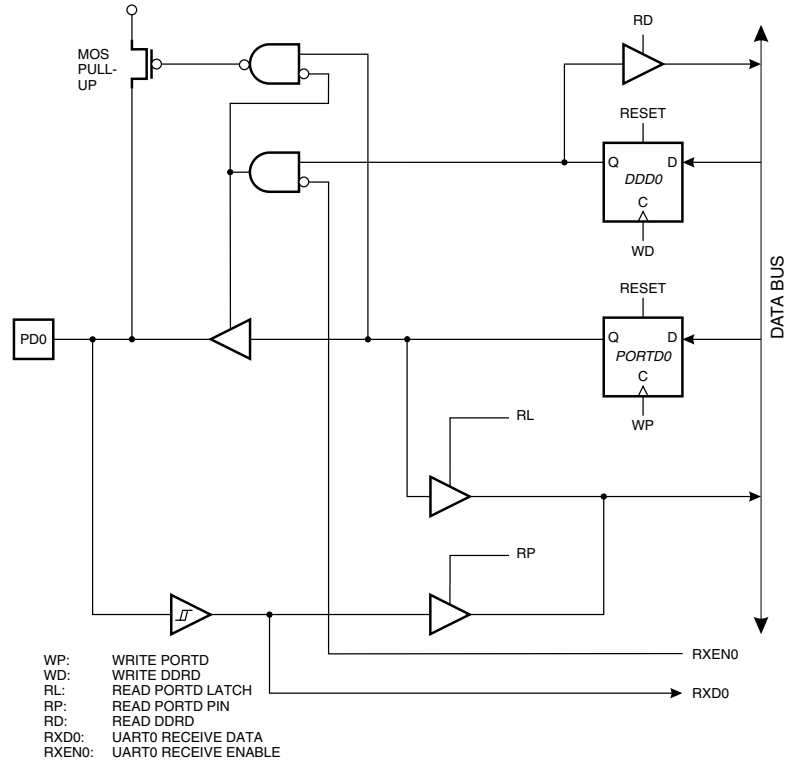 RD
MOS
PULL-
UP
RESET
Q D
DDD0
C
WD
DATA BUS
RESET
PD0
Q D
PORTD0
C
WP
RL
RP
RXEN0
WP: WRITE PORTD
WD: WRITE DDRD
RL: READ PORTD LATCH
RXD0
RP: READ PORTD PIN
RD: READ DDRD
RXD0: UART0 RECEIVE DATA
RXEN0: UART0 RECEIVE ENABLE